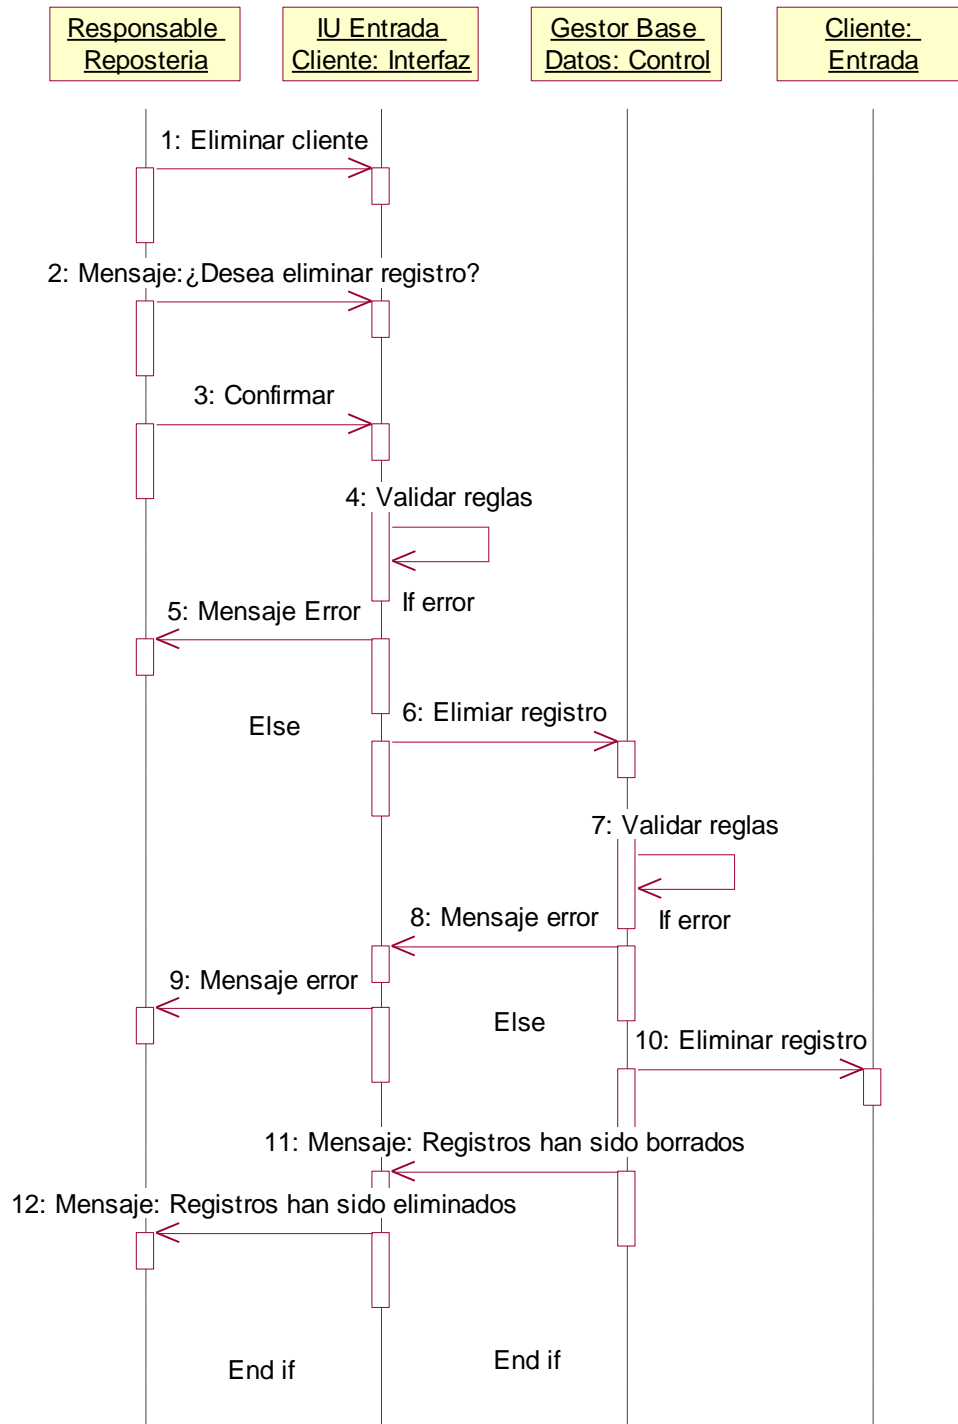 Responsable
Reposteria
IU Entrada
Cliente: Interfaz
Gestor Base
Datos: Control
Cliente:
Entrada
1: Eliminar cliente
2: Mensaje:¿Desea eliminar registro?
3: Confirmar
4: Validar reglas
If error
5: Mensaje Error
6: Elimiar registro
Else
7: Validar reglas
If error
8: Mensaje error
9: Mensaje error
Else
10: Eliminar registro
11: Mensaje: Registros han sido borrados
12: Mensaje: Registros han sido eliminados
End if
End if